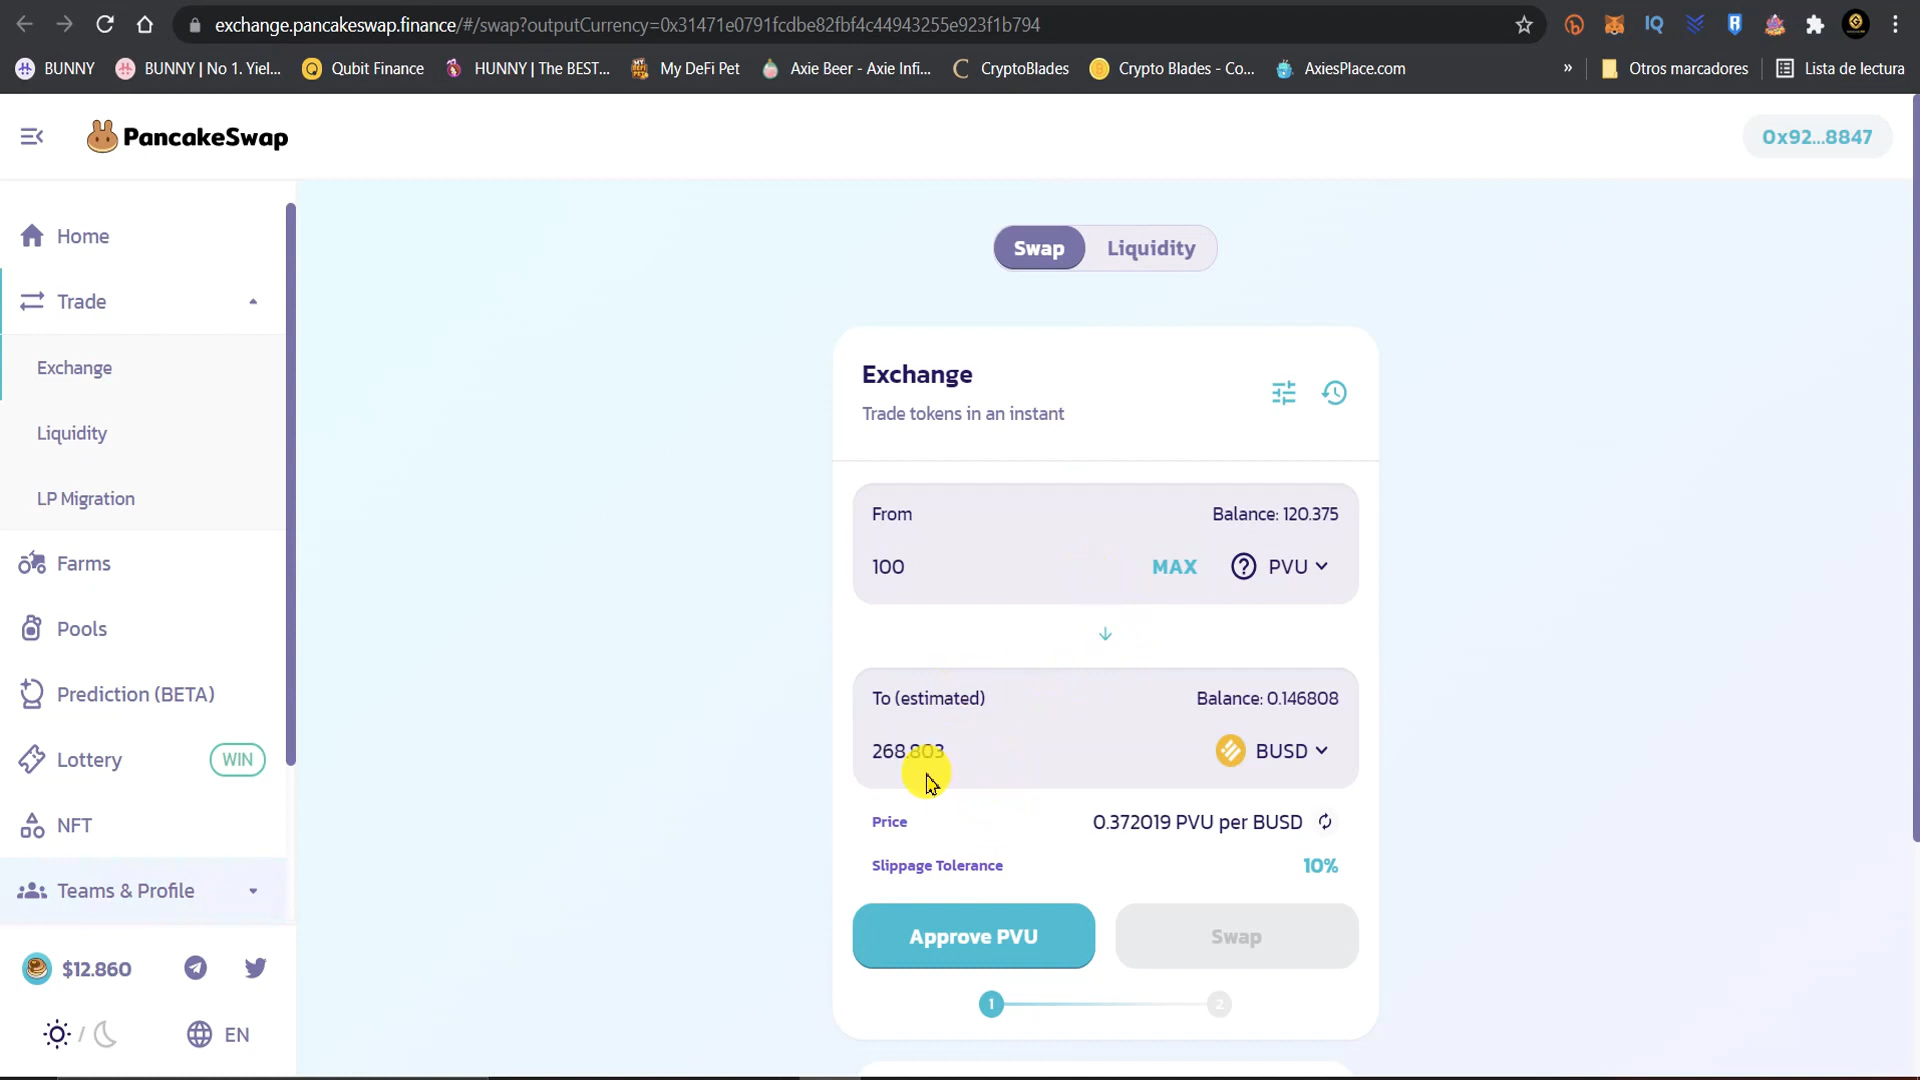 exchange.pancakeswap.finance/#/swap?outputCurrency=0x31471e0791fcdbe82fbf4c44943255e923f1b794
BUNNY
BUNNY | No 1. Yiel...
Qubit Finance
HUNNY | The BEST...
My DeFi Pet
Axie Beer - Axie Infi...
CryptoBlades
Crypto Blades - Co...
AxiesPlace.com
»
Otros marcadores
Lista de lectura
PancakeSwap
0x92...8847
Home
Trade
Exchange
Liquidity
LP Migration
Farms
Pools
Prediction (BETA)
Lottery
WIN
NFT
Teams & Profile
$12.860
/
EN
Swap
Liquidity
Exchange
Trade tokens in an instant
From
Balance: 120.375
100
MAX
PVU
To (estimated)
Balance: 0.146808
268.803
BUSD
Price
0.372019 PVU per BUSD
Slippage Tolerance
10%
Approve PVU
Swap
1
2